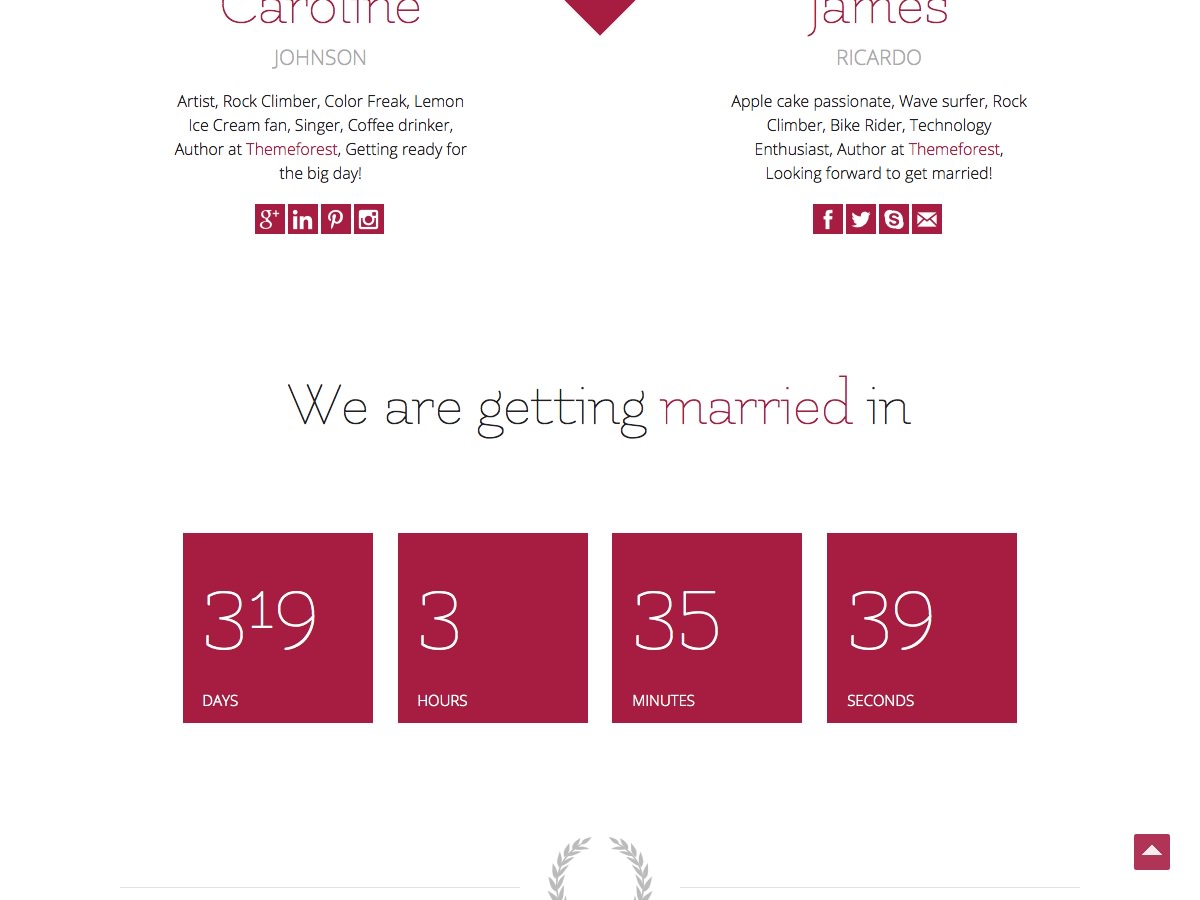 Caroline
James
JOHNSON
RICARDO
Artist, Rock Climber, Color Freak, Lemon
Ice Cream fan, Singer, Coffee drinker,
Author at Themeforest, Getting ready for
the big day!
Apple cake passionate, Wave surfer, Rock
Climber, Bike Rider, Technology
Enthusiast, Author at Themeforest,
Looking forward to get married!
We are getting married in
319
DAYS
3
HOURS
35
MINUTES
39
SECONDS